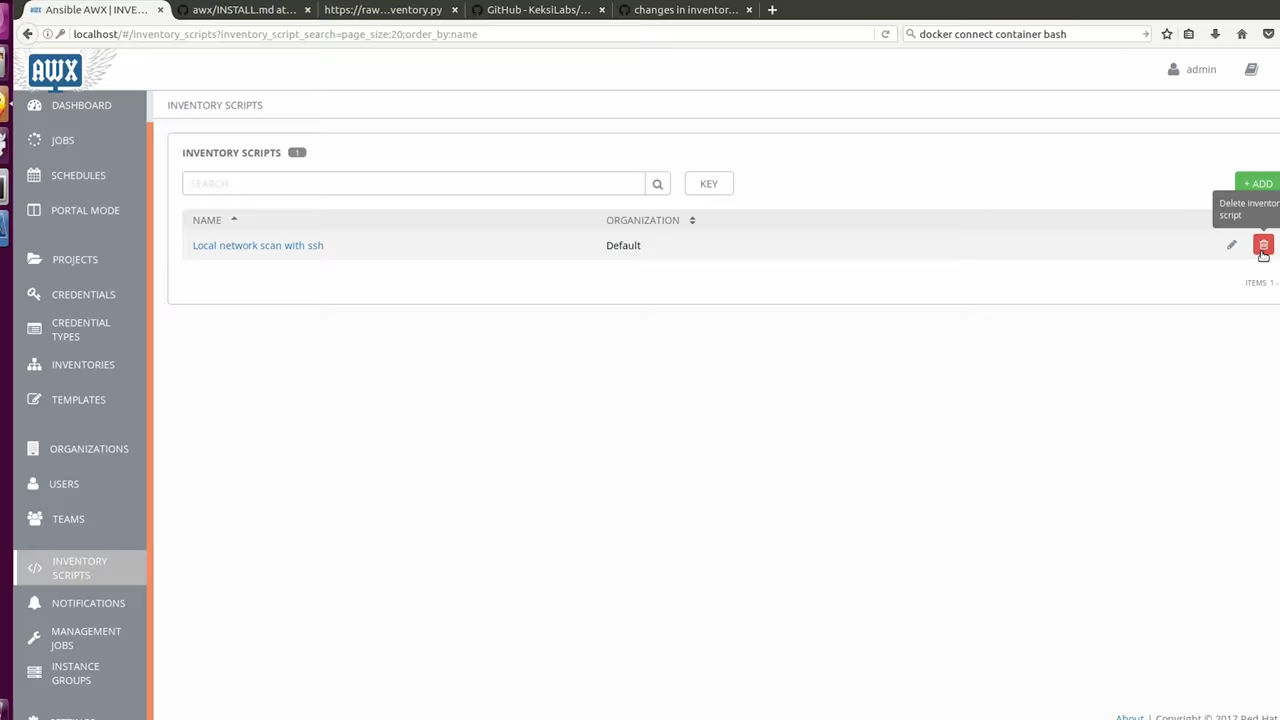 Ansible AWX | INVE...
awx/INSTALL.md at...
https://raw...ventory.py
GitHub - KeksiLabs/...
changes in inventor...
localhost/#/inventory_scripts?inventory_script_search=page_size:20;order_by:name
docker connect container bash
AWX
admin
DASHBOARD
JOBS
SCHEDULES
PORTAL MODE
PROJECTS
CREDENTIALS
CREDENTIAL
TYPES
INVENTORIES
TEMPLATES
ORGANIZATIONS
USERS
TEAMS
INVENTORY
SCRIPTS
NOTIFICATIONS
MANAGEMENT
JOBS
INSTANCE
GROUPS
INVENTORY SCRIPTS
INVENTORY SCRIPTS 1
SEARCH
KEY
+ ADD
Delete inventor
script
NAME ORGANIZATION
Local network scan with ssh Default
ITEMS 1 -
About | Copyright © 2017 Red Hat